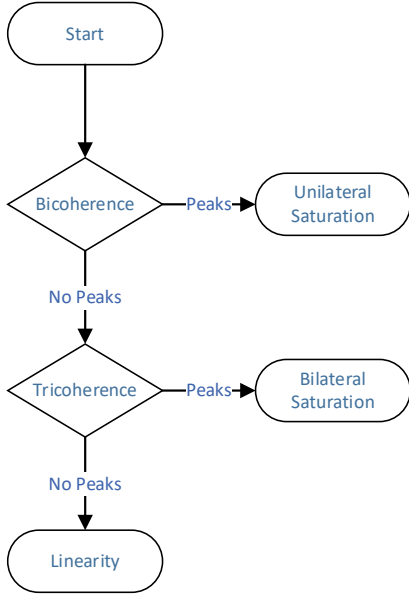 Start
Bicoherence
Peaks
Unilateral
Saturation
No Peaks
Tricoherence
Peaks
Bilateral
Saturation
No Peaks
Linearity